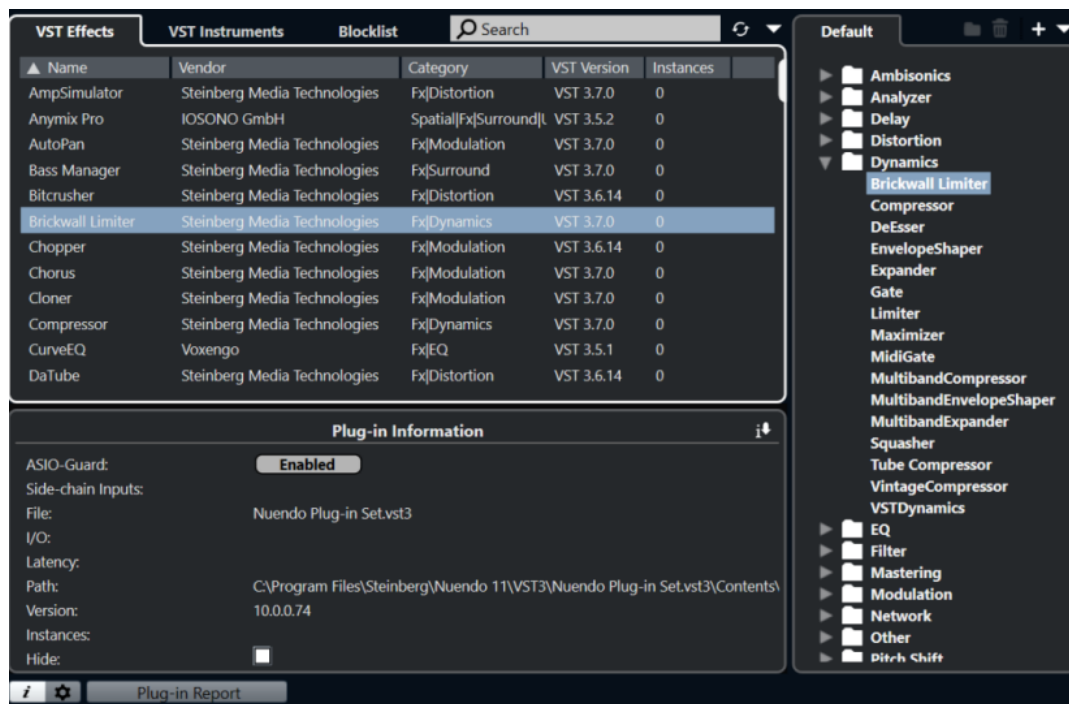 VST Effects VST Instruments Blocklist Search
Name Vendor Category VST Version Instances
AmpSimulator Steinberg Media Technologies Fx|Distortion VST 3.7.0 0
Anymix Pro IOSONO GmbH Spatial|Fx|Surround|U VST 3.5.2 0
AutoPan Steinberg Media Technologies Fx|Modulation VST 3.7.0 0
Bass Manager Steinberg Media Technologies Fx|Surround VST 3.7.0 0
Bitcrusher Steinberg Media Technologies Fx|Distortion VST 3.6.14 0
Brickwall Limiter Steinberg Media Technologies Fx|Dynamics VST 3.7.0 0
Chopper Steinberg Media Technologies Fx|Modulation VST 3.6.14 0
Chorus Steinberg Media Technologies Fx|Modulation VST 3.7.0 0
Cloner Steinberg Media Technologies Fx|Modulation VST 3.7.0 0
Compressor Steinberg Media Technologies Fx|Dynamics VST 3.7.0 0
CurveEQ Voxengo Fx|EQ VST 3.5.1 0
DaTube Steinberg Media Technologies Fx|Distortion VST 3.6.14 0
Plug-in Information
ASIO-Guard: Enabled
Side-chain Inputs:
File: Nuendo Plug-in Set.vst3
I/O:
Latency:
Path: C:\Program Files\Steinberg\Nuendo 11\VST3\Nuendo Plug-in Set.vst3\Contents\
Version: 10.0.0.74
Instances:
Hide:
i Plug-in Report
Default
Ambisonics
Analyzer
Delay
Distortion
Dynamics
Brickwall Limiter
Compressor
DeEsser
EnvelopeShaper
Expander
Gate
Limiter
Maximizer
MidiGate
MultibandCompressor
MultibandEnvelopeShaper
MultibandExpander
Squasher
Tube Compressor
VintageCompressor
VSTDynamics
EQ
Filter
Mastering
Modulation
Network
Other
Pitch Shift